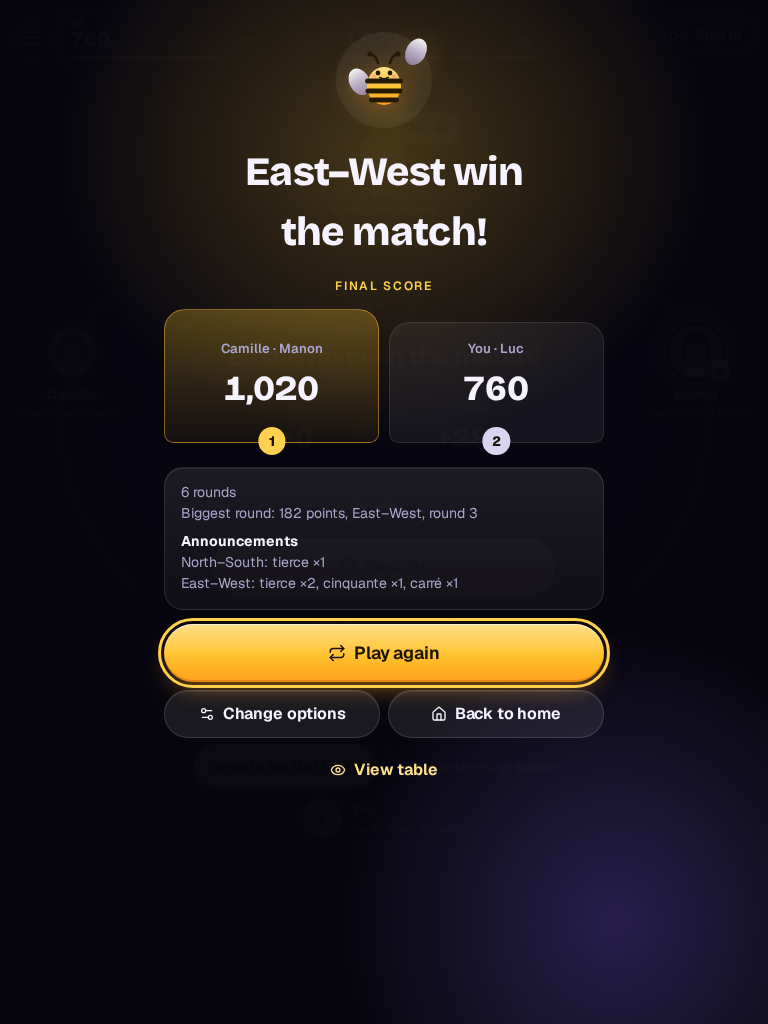 East–West win
the match!
FINAL SCORE
Camille · Manon
1,020
1
You · Luc
760
2
6 rounds
Biggest round: 182 points, East–West, round 3
Announcements
North–South: tierce ×1
East–West: tierce ×2, cinquante ×1, carré ×1
Play again
Change options
Back to home
View table